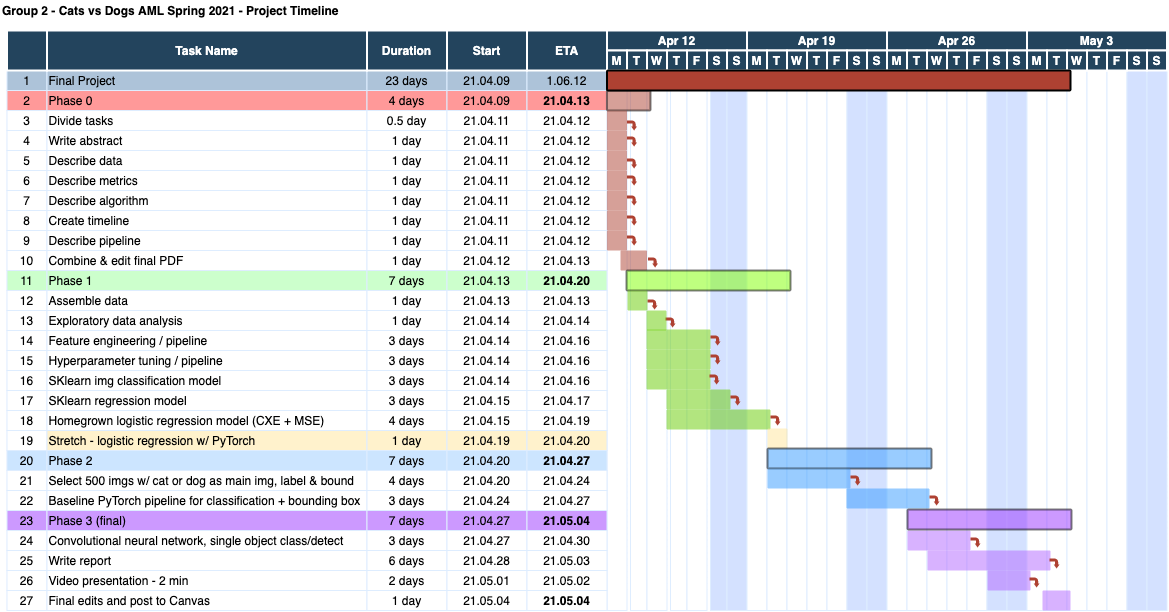 Group 2 - Cats vs Dogs AML Spring 2021 - Project Timeline
Task Name Duration Start ETA Apr 12 Apr 19 Apr 26 May 3
M T W T F S S M T W T F S S M T W T F S S M T W T F S S
1 Final Project 23 days 21.04.09 1.06.12
2 Phase 0 4 days 21.04.09 21.04.13
3 Divide tasks 0.5 day 21.04.11 21.04.12
4 Write abstract 1 day 21.04.11 21.04.12
5 Describe data 1 day 21.04.11 21.04.12
6 Describe metrics 1 day 21.04.11 21.04.12
7 Describe algorithm 1 day 21.04.11 21.04.12
8 Create timeline 1 day 21.04.11 21.04.12
9 Describe pipeline 1 day 21.04.11 21.04.12
10 Combine & edit final PDF 1 day 21.04.12 21.04.13
11 Phase 1 7 days 21.04.13 21.04.20
12 Assemble data 1 day 21.04.13 21.04.13
13 Exploratory data analysis 1 day 21.04.14 21.04.14
14 Feature engineering / pipeline 3 days 21.04.14 21.04.16
15 Hyperparameter tuning / pipeline 3 days 21.04.14 21.04.16
16 SKlearn img classification model 3 days 21.04.14 21.04.16
17 SKlearn regression model 3 days 21.04.15 21.04.17
18 Homegrown logistic regression model (CXE + MSE) 4 days 21.04.15 21.04.19
19 Stretch - logistic regression w/ PyTorch 1 day 21.04.19 21.04.20
20 Phase 2 7 days 21.04.20 21.04.27
21 Select 500 imgs w/ cat or dog as main img, label & bound 4 days 21.04.20 21.04.24
22 Baseline PyTorch pipeline for classification + bounding box 3 days 21.04.24 21.04.27
23 Phase 3 (final) 7 days 21.04.27 21.05.04
24 Convolutional neural network, single object class/detect 3 days 21.04.27 21.04.30
25 Write report 6 days 21.04.28 21.05.03
26 Video presentation - 2 min 2 days 21.05.01 21.05.02
27 Final edits and post to Canvas 1 day 21.05.04 21.05.04